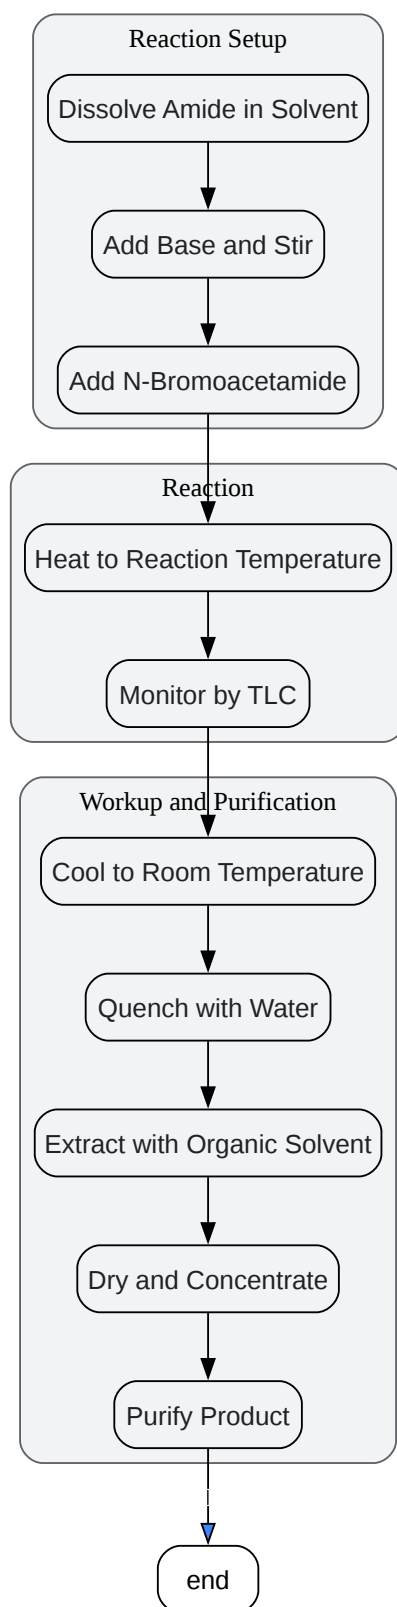 Reaction Setup
Dissolve Amide in Solvent
Add Base and Stir
Add N-Bromoacetamide
Reaction
Heat to Reaction Temperature
Monitor by TLC
Workup and Purification
Cool to Room Temperature
Quench with Water
Extract with Organic Solvent
Dry and Concentrate
Purify Product
end